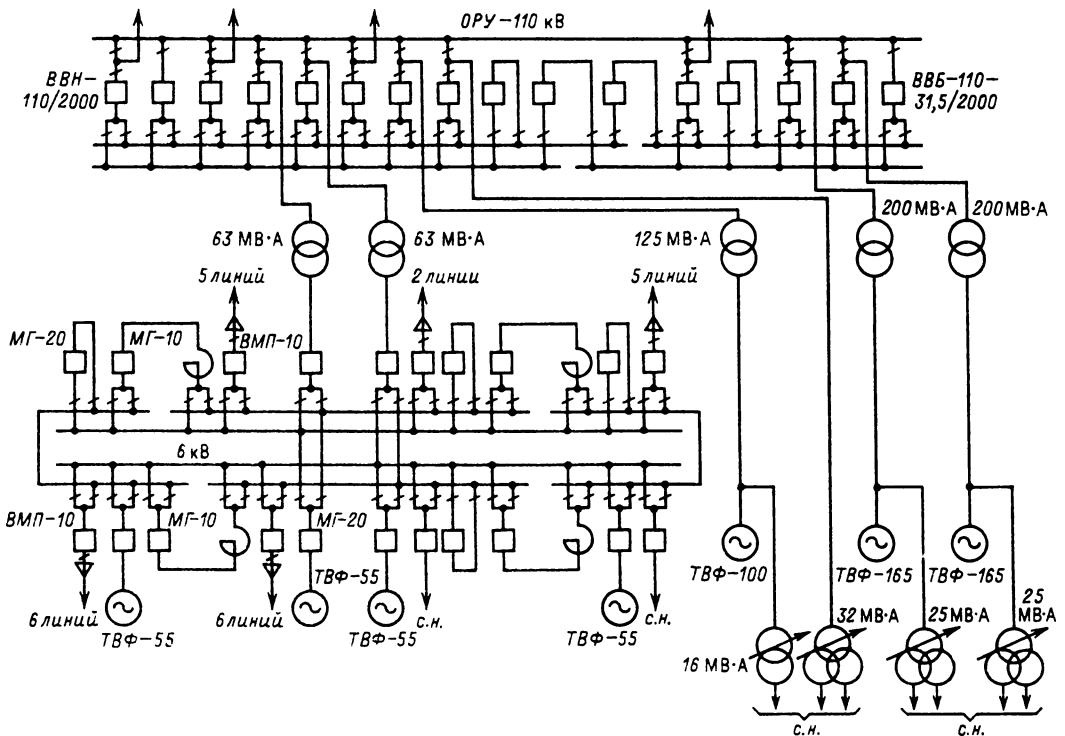 ОРУ-110 кВ
ВВН-
110/2000
ВВБ-110-
31,5/2000
63 МВ·А
63 МВ·А
125 МВ·А
200 МВ·А
200 МВ·А
5 линий
2 линии
5 линий
МГ-20
МГ-10
ВМП-10
6 кВ
ВМП-10
МГ-10
МГ-20
6 линий
ТВФ-55
6 линий
ТВФ-55
ТВФ-55
с.н.
ТВФ-55
с.н.
ТВФ-100
ТВФ-165
ТВФ-165
16 МВ·А
32 МВ·А
25 МВ·А
25
МВ·А
с.н.
с.н.